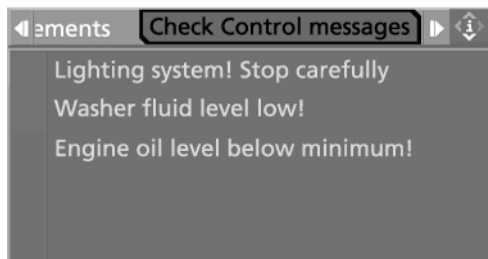 ements Check Control messages
Lighting system! Stop carefully
Washer fluid level low!
Engine oil level below minimum!